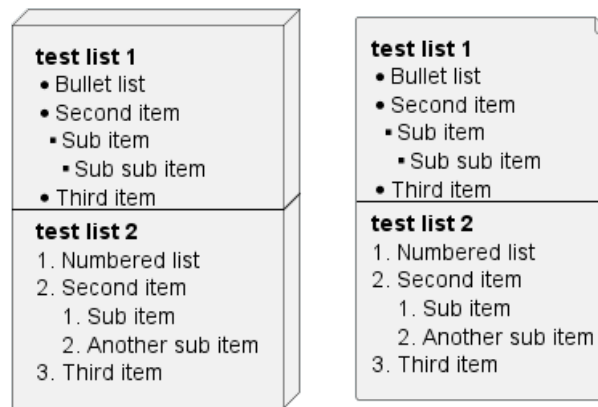 test list 1
• Bullet list
• Second item
▪ Sub item
▪ Sub sub item
• Third item
test list 2
1. Numbered list
2. Second item
1. Sub item
2. Another sub item
3. Third item
test list 1
• Bullet list
• Second item
▪ Sub item
▪ Sub sub item
• Third item
test list 2
1. Numbered list
2. Second item
1. Sub item
2. Another sub item
3. Third item